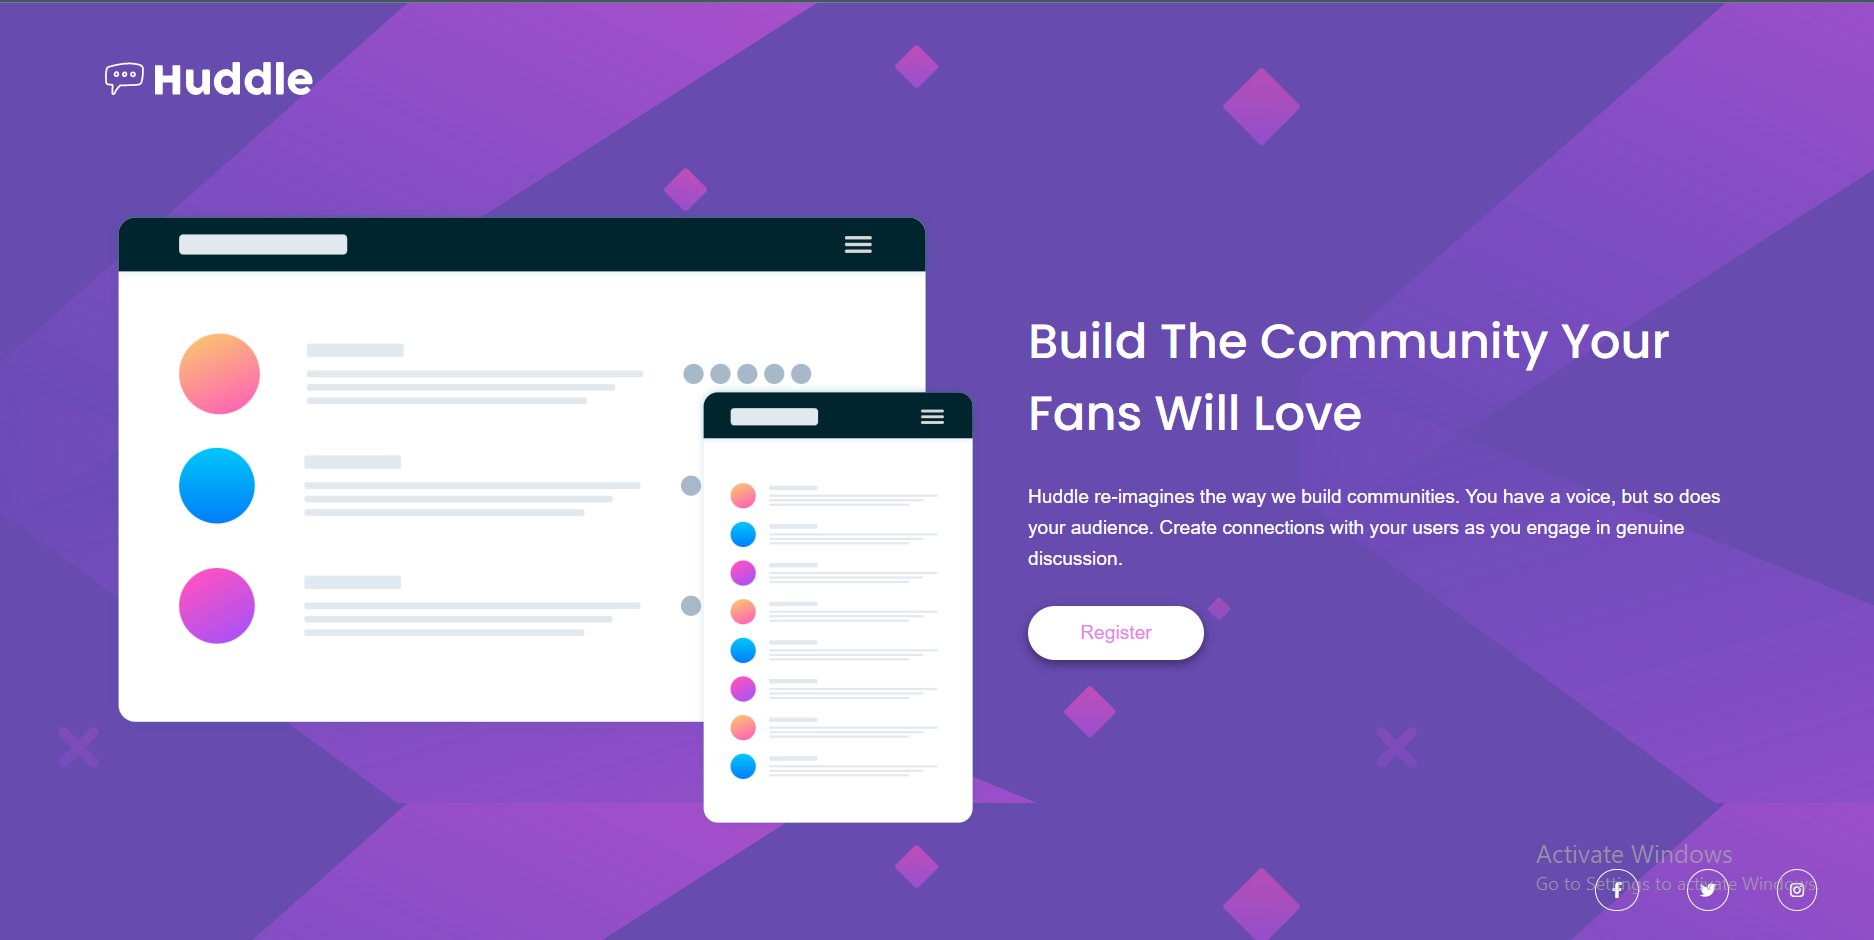 Huddle
Build The Community Your
Fans Will Love
Huddle re-imagines the way we build communities. You have a voice, but so does
your audience. Create connections with your users as you engage in genuine
discussion.
Register
Activate Windows
Go to Settings to activate Windows.